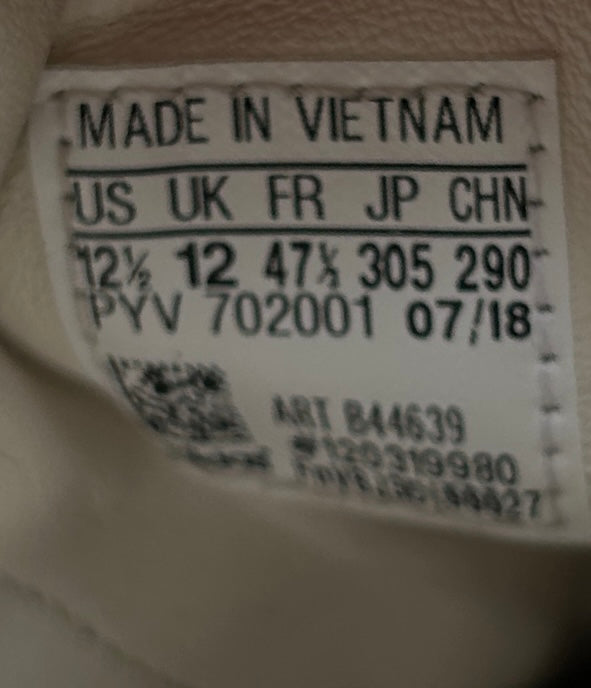 MADE IN VIETNAM
US UK FR JP CHN
12½ 12 47⅓ 305 290
PYV 702001 07/18
ART B44639
#120319980